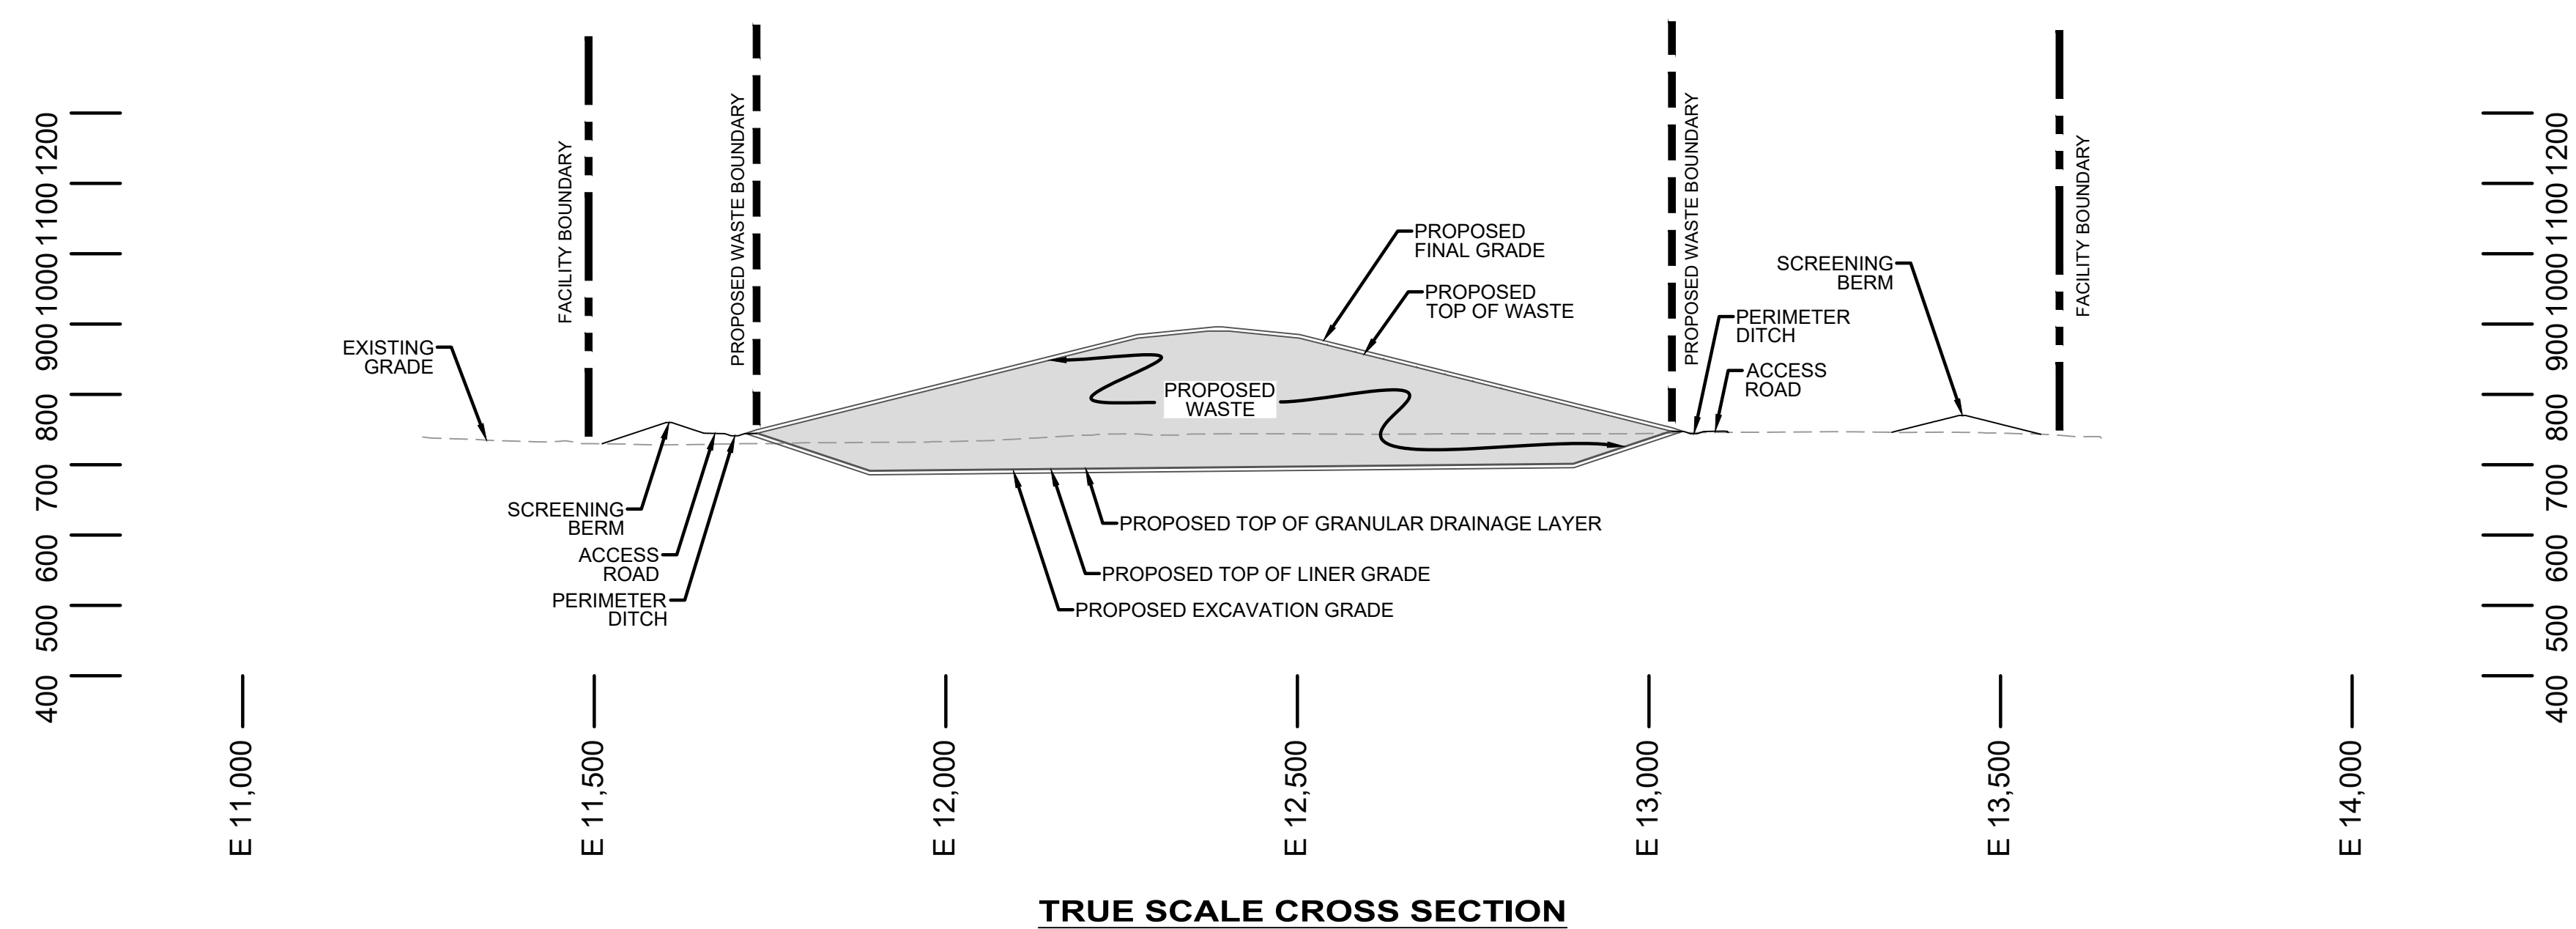 1200
1100
1000
900
800
700
600
500
400
FACILITY BOUNDARY
PROPOSED WASTE BOUNDARY
EXISTING
GRADE
SCREENING
BERM
ACCESS
ROAD
PERIMETER
DITCH
PROPOSED
FINAL GRADE
PROPOSED
TOP OF WASTE
PROPOSED
WASTE
PROPOSED TOP OF GRANULAR DRAINAGE LAYER
PROPOSED TOP OF LINER GRADE
PROPOSED EXCAVATION GRADE
PROPOSED WASTE BOUNDARY
PERIMETER
DITCH
ACCESS
ROAD
SCREENING
BERM
FACILITY BOUNDARY
1200
1100
1000
900
800
700
600
500
400
E 11,000
E 11,500
E 12,000
E 12,500
E 13,000
E 13,500
E 14,000
TRUE SCALE CROSS SECTION